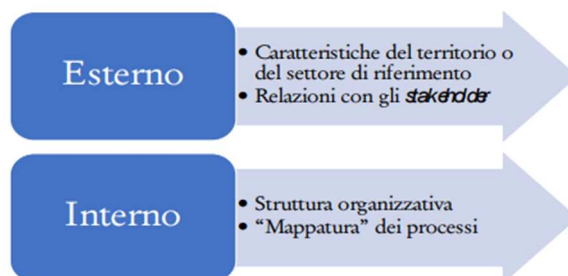 Esterno
• Caratteristiche del territorio o
del settore di riferimento
• Relazioni con gli stakeholder
Interno
• Struttura organizzativa
• “Mappatura” dei processi